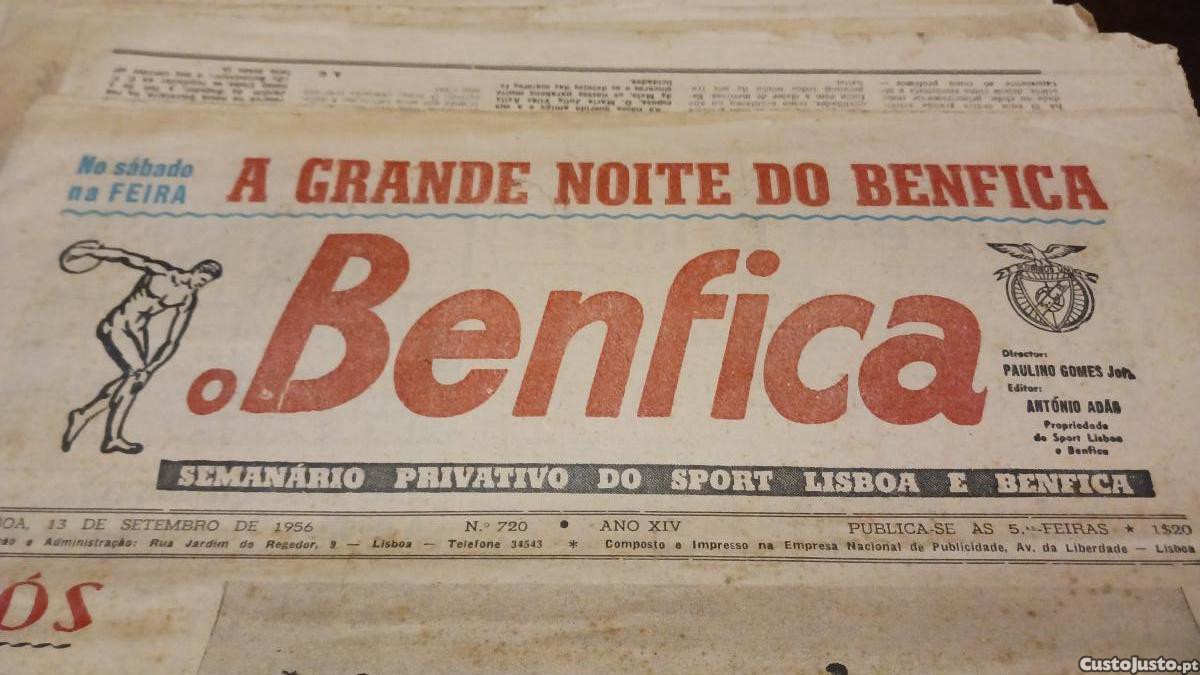 No sábado
na FEIRA
A GRANDE NOITE DO BENFICA
o Benfica
Director:
PAULINO GOMES Jor.
Editor:
ANTÓNIO ADÃO
Propriedade
do Sport Lisboa
e Benfica
SEMANÁRIO PRIVATIVO DO SPORT LISBOA E BENFICA
OA, 13 DE SETEMBRO DE 1956 N.º 720 • ANO XIV PUBLICA-SE ÀS 5.as-FEIRAS ★ 1$20
ção e Administração: Rua Jardim do Regedor, 9 — Lisboa — Telefone 34543 * Composto e Impresso na Empresa Nacional de Publicidade, Av. da Liberdade — Lisboa
ÓS
CustoJusto.pt